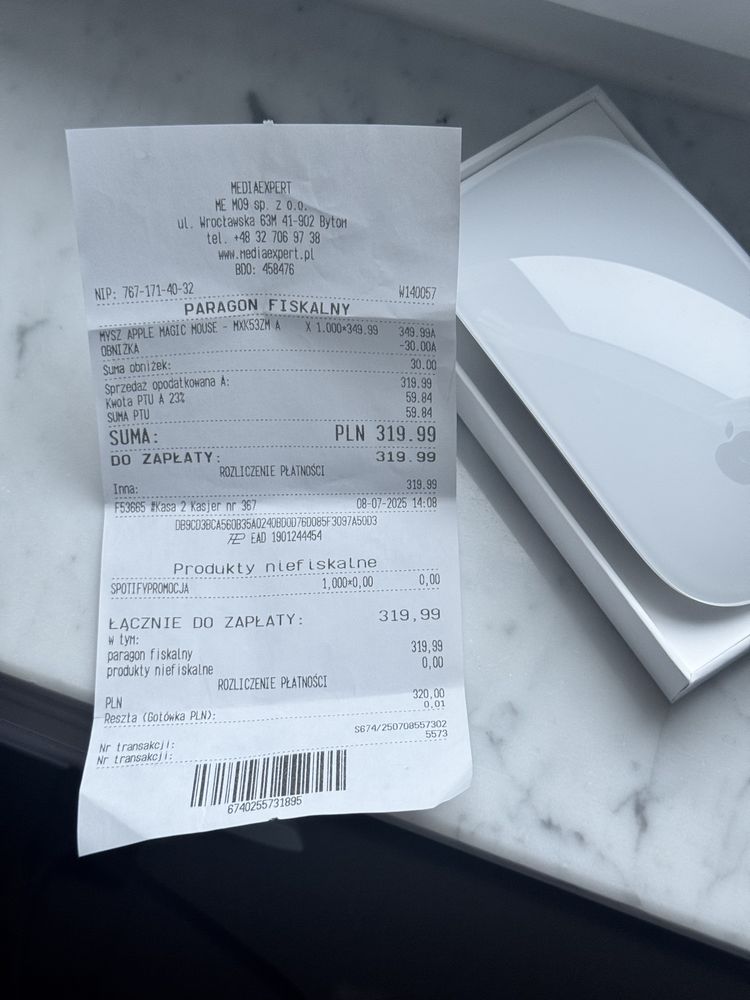 MEDIAEXPERT
ME M09 sp. z o.o.
ul. Wrocławska 63M 41-902 Bytom
tel. +48 32 706 97 38
www.mediaexpert.pl
BDO: 458476
NIP: 767-171-40-32 W140057
PARAGON FISKALNY
MYSZ APPLE MAGIC MOUSE - MXK53ZM A X 1.000*349.99 349.99A
OBNIŻKA -30.00A
Suma obniżek: 30.00
Sprzedaż opodatkowana A: 319.99
Kwota PTU A 23% 59.84
SUMA PTU 59.84
SUMA: PLN 319.99
DO ZAPŁATY: 319.99
ROZLICZENIE PŁATNOŚCI
Inna: 319.99
F53665 #Kasa 2 Kasjer nr 367 08-07-2025 14:08
DB9CD3BCA560B35A0240BD0D76D085F3097A50D3
EAD 1901244454
Produkty niefiskalne
SPOTIFYPROMOCJA 1,000*0,00 0,00
ŁĄCZNIE DO ZAPŁATY: 319,99
w tym:
paragon fiskalny 319,99
produkty niefiskalne 0,00
ROZLICZENIE PŁATNOŚCI
PLN 320,00
Reszta (Gotówka PLN): 0,01
Nr transakcji: S674/250708557302
Nr transakcji: 5573
6740255731895